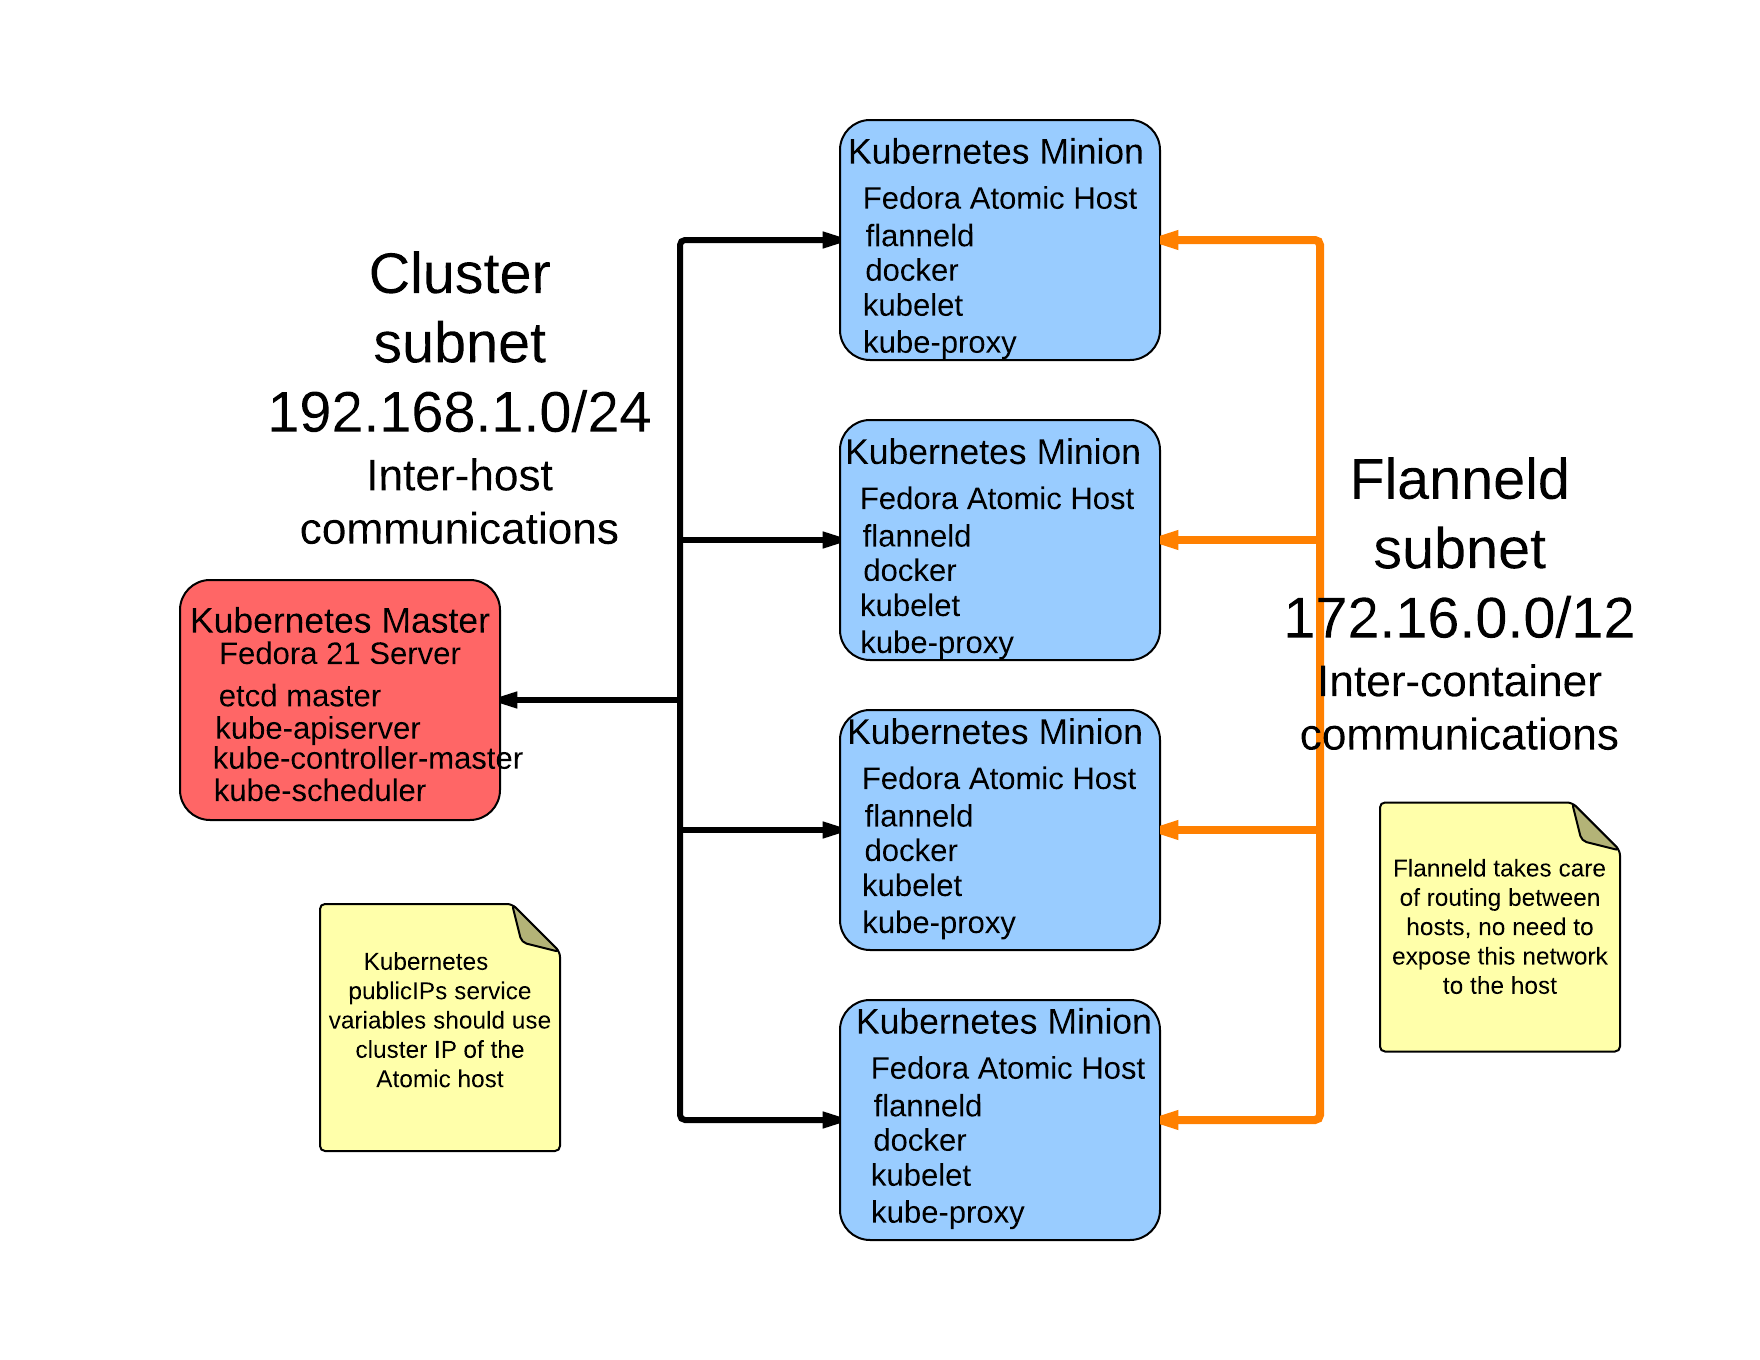 Cluster
subnet
192.168.1.0/24
Inter-host
communications
Kubernetes Master
Fedora 21 Server
etcd master
kube-apiserver
kube-controller-master
kube-scheduler
Kubernetes
publicIPs service
variables should use
cluster IP of the
Atomic host
Kubernetes Minion
Fedora Atomic Host
flanneld
docker
kubelet
kube-proxy
Kubernetes Minion
Fedora Atomic Host
flanneld
docker
kubelet
kube-proxy
Kubernetes Minion
Fedora Atomic Host
flanneld
docker
kubelet
kube-proxy
Kubernetes Minion
Fedora Atomic Host
flanneld
docker
kubelet
kube-proxy
Flanneld
subnet
172.16.0.0/12
Inter-container
communications
Flanneld takes care
of routing between
hosts, no need to
expose this network
to the host